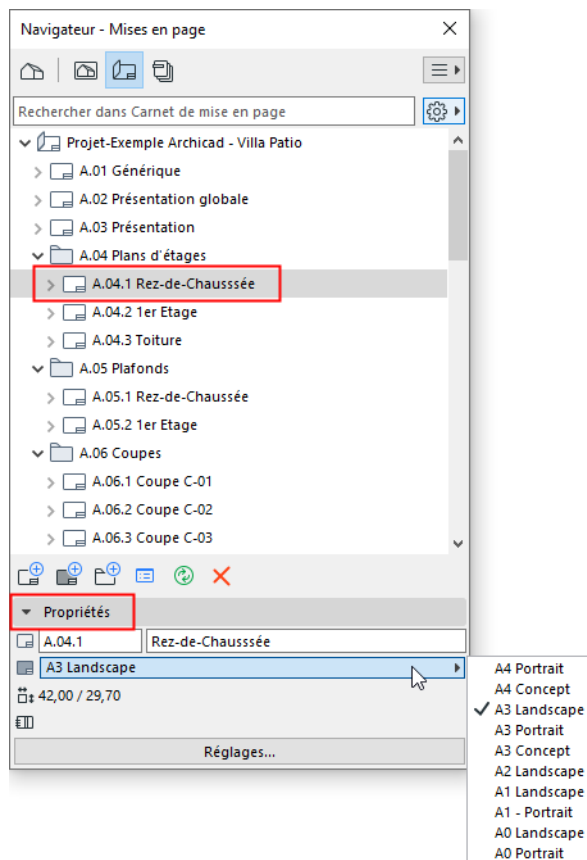 Navigateur - Mises en page
Rechercher dans Carnet de mise en page
Projet-Exemple Archicad - Villa Patio
A.01 Générique
A.02 Présentation globale
A.03 Présentation
A.04 Plans d'étages
A.04.1 Rez-de-Chausssée
A.04.2 1er Etage
A.04.3 Toiture
A.05 Plafonds
A.05.1 Rez-de-Chaussée
A.05.2 1er Etage
A.06 Coupes
A.06.1 Coupe C-01
A.06.2 Coupe C-02
A.06.3 Coupe C-03
Propriétés
A.04.1 Rez-de-Chausssée
A3 Landscape
42,00 / 29,70
Réglages...
A4 Portrait
A4 Concept
A3 Landscape
A3 Portrait
A3 Concept
A2 Landscape
A1 Landscape
A1 - Portrait
A0 Landscape
A0 Portrait